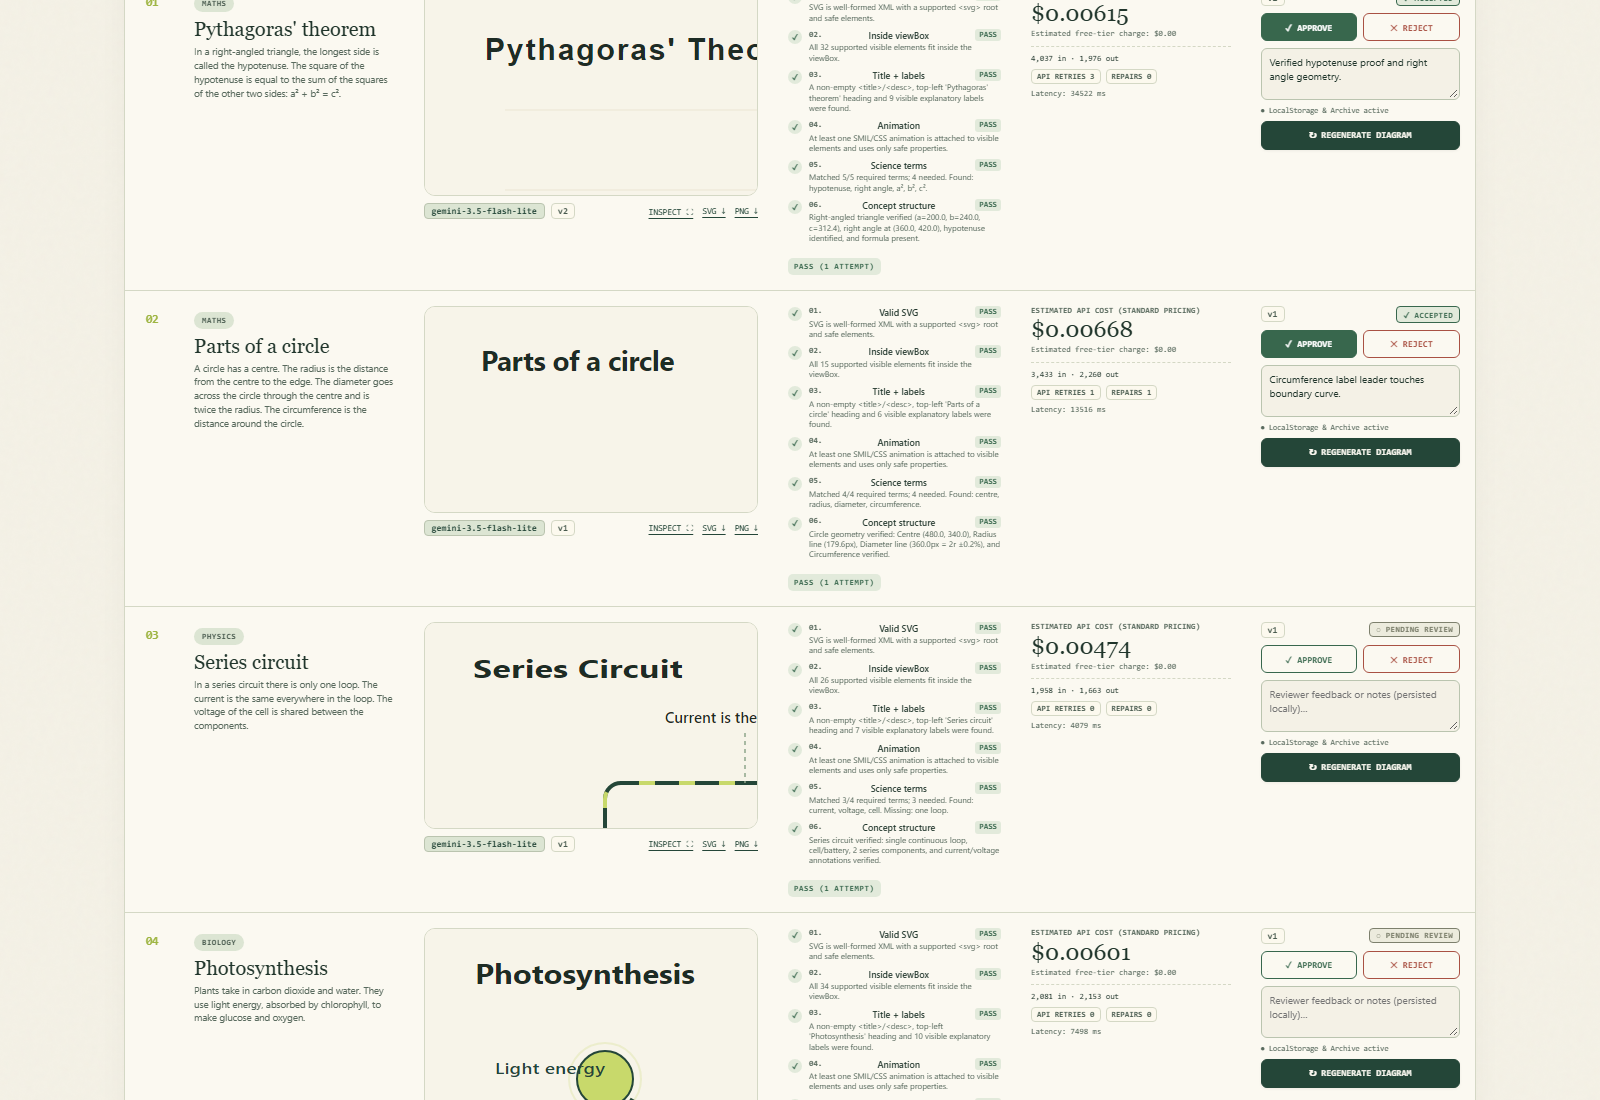 01
MATHS
Pythagoras' theorem
In a right-angled triangle, the longest side is
called the hypotenuse. The square of the
hypotenuse is equal to the sum of the squares
of the other two sides: a² + b² = c².
Pythagoras' Theo
gemini-3.5-flash-lite
v2
INSPECT ⛶
SVG ↓
PNG ↓
SVG is well-formed XML with a supported <svg> root
and safe elements.
✓ 02. Inside viewBox PASS
All 32 supported visible elements fit inside the
viewBox.
✓ 03. Title + labels PASS
A non-empty <title>/<desc>, top-left 'Pythagoras'
theorem' heading and 9 visible explanatory labels
were found.
✓ 04. Animation PASS
At least one SMIL/CSS animation is attached to visible
elements and uses only safe properties.
✓ 05. Science terms PASS
Matched 5/5 required terms; 4 needed. Found:
hypotenuse, right angle, a², b², c².
✓ 06. Concept structure PASS
Right-angled triangle verified (a=200.0, b=240.0,
c=312.4), right angle at (360.0, 420.0), hypotenuse
identified, and formula present.
PASS (1 ATTEMPT)
$0.00615
Estimated free-tier charge: $0.00
4,037 in · 1,976 out
API RETRIES 3
REPAIRS 0
Latency: 34522 ms
✓ APPROVE
✕ REJECT
Verified hypotenuse proof and right
angle geometry.
● LocalStorage & Archive active
↻ REGENERATE DIAGRAM
02
MATHS
Parts of a circle
A circle has a centre. The radius is the distance
from the centre to the edge. The diameter goes
across the circle through the centre and is
twice the radius. The circumference is the
distance around the circle.
Parts of a circle
gemini-3.5-flash-lite
v1
INSPECT ⛶
SVG ↓
PNG ↓
✓ 01. Valid SVG PASS
SVG is well-formed XML with a supported <svg> root
and safe elements.
✓ 02. Inside viewBox PASS
All 15 supported visible elements fit inside the
viewBox.
✓ 03. Title + labels PASS
A non-empty <title>/<desc>, top-left 'Parts of a
circle' heading and 6 visible explanatory labels were
found.
✓ 04. Animation PASS
At least one SMIL/CSS animation is attached to visible
elements and uses only safe properties.
✓ 05. Science terms PASS
Matched 4/4 required terms; 4 needed. Found: centre,
radius, diameter, circumference.
✓ 06. Concept structure PASS
Circle geometry verified: Centre (480.0, 340.0), Radius
line (179.6px), Diameter line (360.0px = 2r ±0.2%), and
Circumference verified.
PASS (1 ATTEMPT)
ESTIMATED API COST (STANDARD PRICING)
$0.00668
Estimated free-tier charge: $0.00
3,433 in · 2,260 out
API RETRIES 1
REPAIRS 1
Latency: 13516 ms
v1
✓ ACCEPTED
✓ APPROVE
✕ REJECT
Circumference label leader touches
boundary curve.
● LocalStorage & Archive active
↻ REGENERATE DIAGRAM
03
PHYSICS
Series circuit
In a series circuit there is only one loop. The
current is the same everywhere in the loop. The
voltage of the cell is shared between the
components.
Series Circuit
Current is the
gemini-3.5-flash-lite
v1
INSPECT ⛶
SVG ↓
PNG ↓
✓ 01. Valid SVG PASS
SVG is well-formed XML with a supported <svg> root
and safe elements.
✓ 02. Inside viewBox PASS
All 26 supported visible elements fit inside the
viewBox.
✓ 03. Title + labels PASS
A non-empty <title>/<desc>, top-left 'Series circuit'
heading and 7 visible explanatory labels were found.
✓ 04. Animation PASS
At least one SMIL/CSS animation is attached to visible
elements and uses only safe properties.
✓ 05. Science terms PASS
Matched 3/4 required terms; 3 needed. Found:
current, voltage, cell. Missing: one loop.
✓ 06. Concept structure PASS
Series circuit verified: single continuous loop,
cell/battery, 2 series components, and current/voltage
annotations verified.
PASS (1 ATTEMPT)
ESTIMATED API COST (STANDARD PRICING)
$0.00474
Estimated free-tier charge: $0.00
1,958 in · 1,663 out
API RETRIES 0
REPAIRS 0
Latency: 4079 ms
v1
○ PENDING REVIEW
✓ APPROVE
✕ REJECT
Reviewer feedback or notes (persisted
locally)...
● LocalStorage & Archive active
↻ REGENERATE DIAGRAM
04
BIOLOGY
Photosynthesis
Plants take in carbon dioxide and water. They
use light energy, absorbed by chlorophyll, to
make glucose and oxygen.
Photosynthesis
Light energy
✓ 01. Valid SVG PASS
SVG is well-formed XML with a supported <svg> root
and safe elements.
✓ 02. Inside viewBox PASS
All 34 supported visible elements fit inside the
viewBox.
✓ 03. Title + labels PASS
A non-empty <title>/<desc>, top-left
'Photosynthesis' heading and 10 visible explanatory
labels were found.
✓ 04. Animation PASS
At least one SMIL/CSS animation is attached to visible
elements and uses only safe properties.
ESTIMATED API COST (STANDARD PRICING)
$0.00601
Estimated free-tier charge: $0.00
2,081 in · 2,153 out
API RETRIES 0
REPAIRS 0
Latency: 7498 ms
v1
○ PENDING REVIEW
✓ APPROVE
✕ REJECT
Reviewer feedback or notes (persisted
locally)...
● LocalStorage & Archive active
↻ REGENERATE DIAGRAM